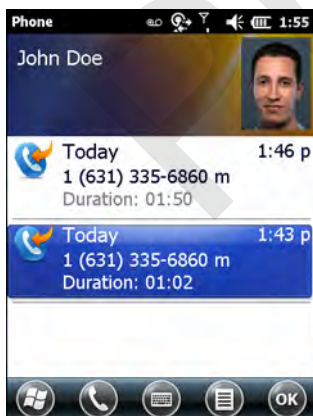 Phone 1:55
John Doe
Today 1:46 p
1 (631) 335-6860 m
Duration: 01:50
Today 1:43 p
1 (631) 335-6860 m
Duration: 01:02
OK